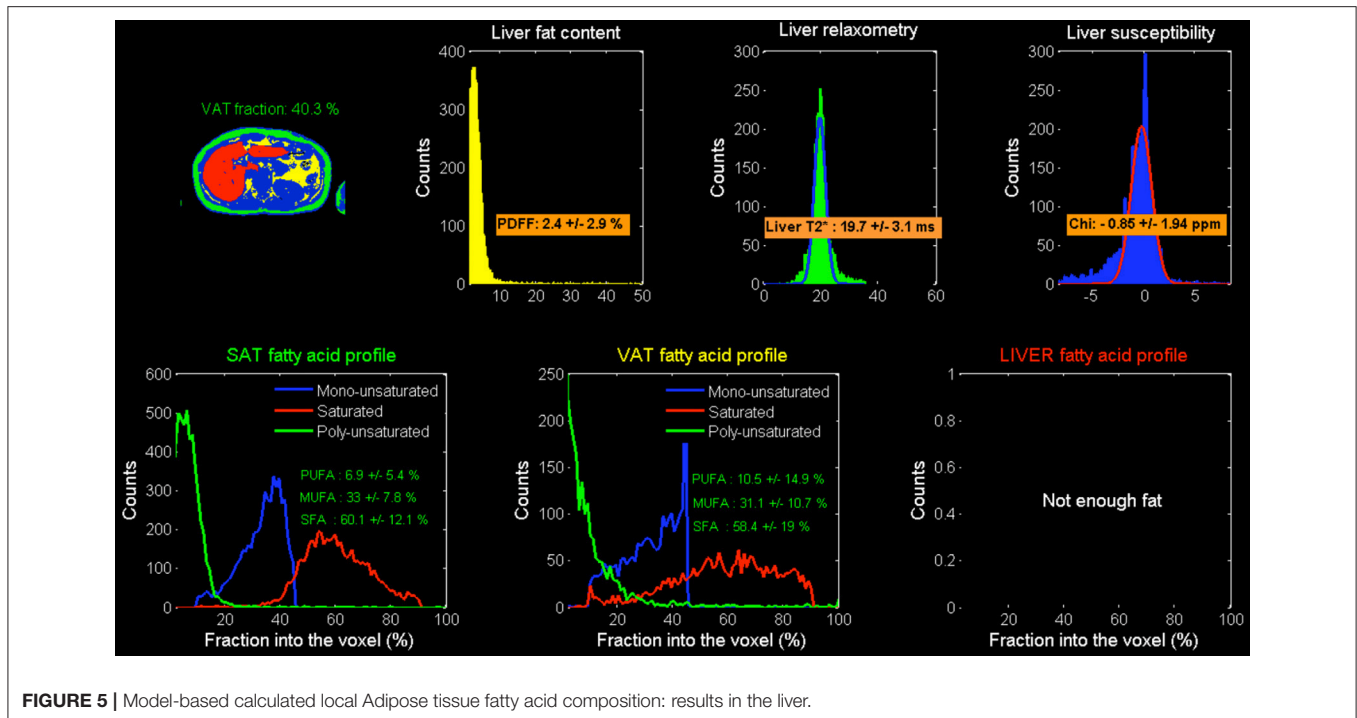 VAT fraction: 40.3 %
Liver fat content
400
300
200
100
0
Counts
10 20 30 40 50
PDFF: 2.4 +/- 2.9 %
Liver relaxometry
300
250
200
150
100
50
0
Counts
0 20 40 60
Liver T2* : 19.7 +/- 3.1 ms
Liver susceptibility
300
250
200
150
100
50
0
Counts
-5 0 5
Chi: - 0.85 +/- 1.94 ppm
SAT fatty acid profile
600
500
400
300
200
100
0
Counts
Mono-unsaturated
Saturated
Poly-unsaturated
PUFA : 6.9 +/- 5.4 %
MUFA : 33 +/- 7.8 %
SFA : 60.1 +/- 12.1 %
20 40 60 80 100
Fraction into the voxel (%)
VAT fatty acid profile
250
200
150
100
50
0
Counts
Mono-unsaturated
Saturated
Poly-unsaturated
PUFA : 10.5 +/- 14.9 %
MUFA : 31.1 +/- 10.7 %
SFA : 58.4 +/- 19 %
20 40 60 80 100
Fraction into the voxel (%)
LIVER fatty acid profile
1
0.8
0.6
0.4
0.2
0
Counts
Not enough fat
20 40 60 80 100
Fraction into the voxel (%)
FIGURE 5 | Model-based calculated local Adipose tissue fatty acid composition: results in the liver.